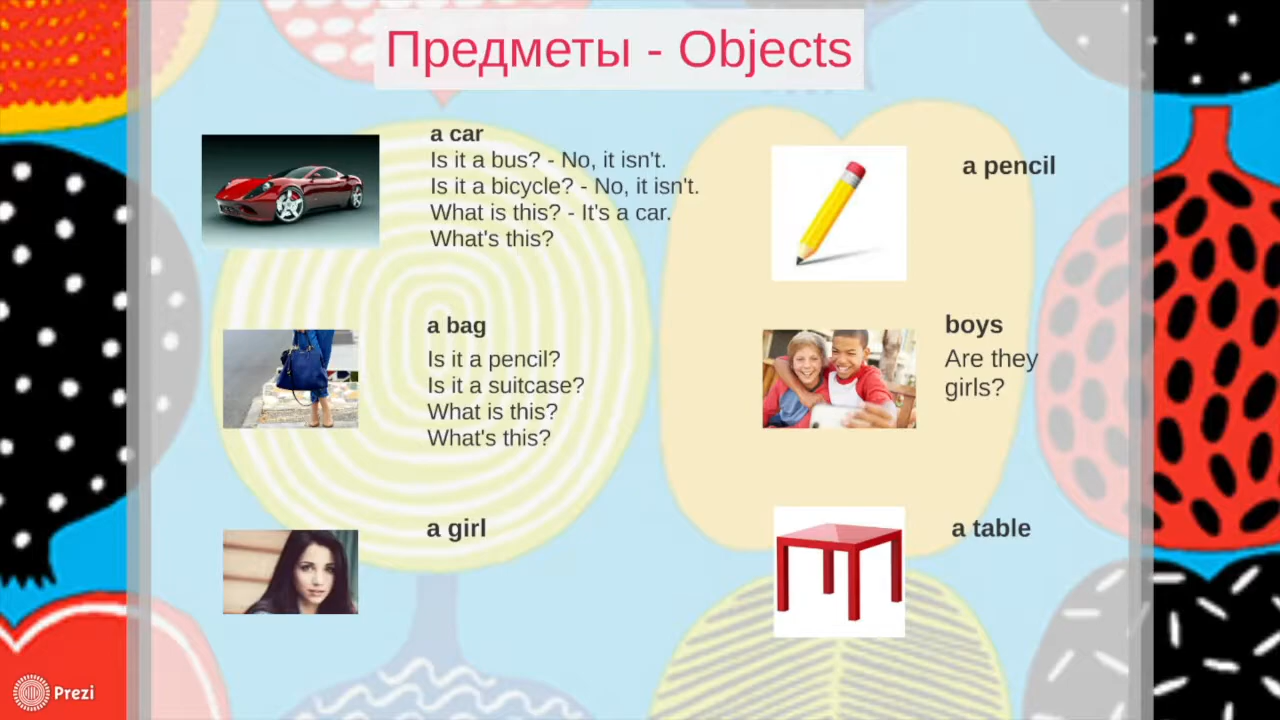 Предметы - Objects
a car
Is it a bus? - No, it isn't.
Is it a bicycle? - No, it isn't.
What is this? - It's a car.
What's this?
a pencil
a bag
Is it a pencil?
Is it a suitcase?
What is this?
What's this?
boys
Are they
girls?
a girl
a table
Prezi